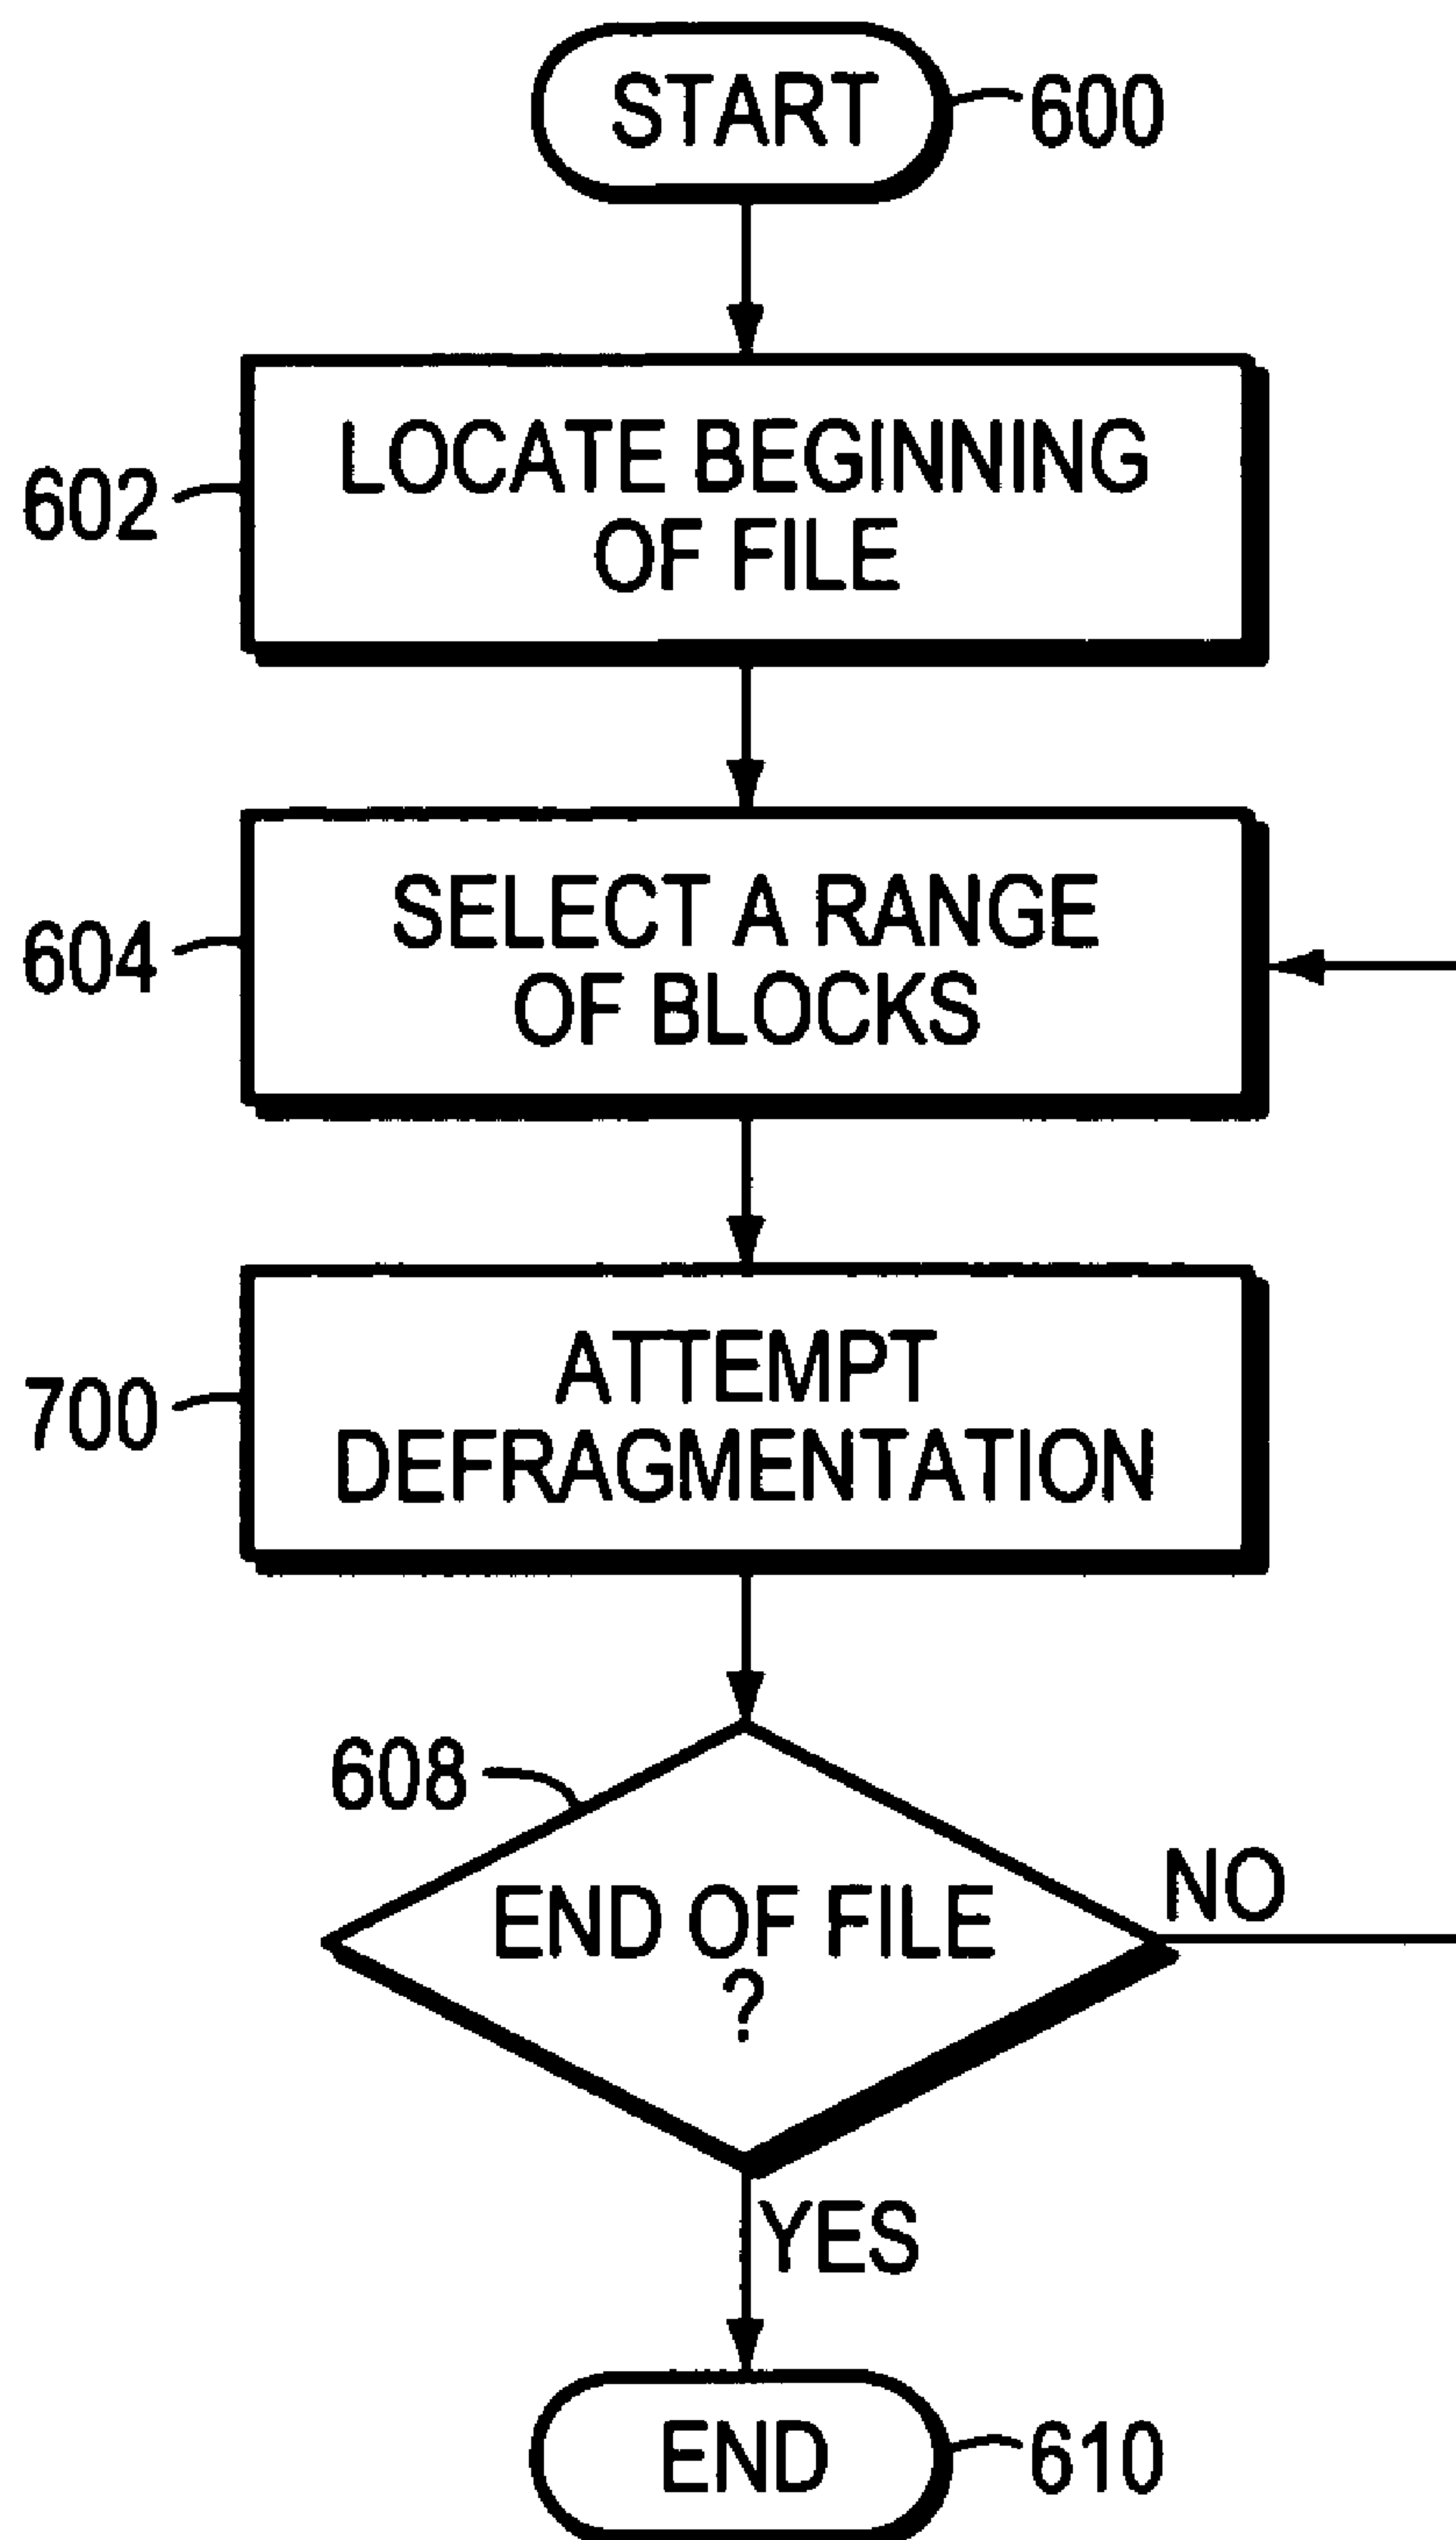 START
600
LOCATE BEGINNING
OF FILE
602
SELECT A RANGE
OF BLOCKS
604
ATTEMPT
DEFRAGMENTATION
700
608
END OF FILE
?
NO
YES
END
610